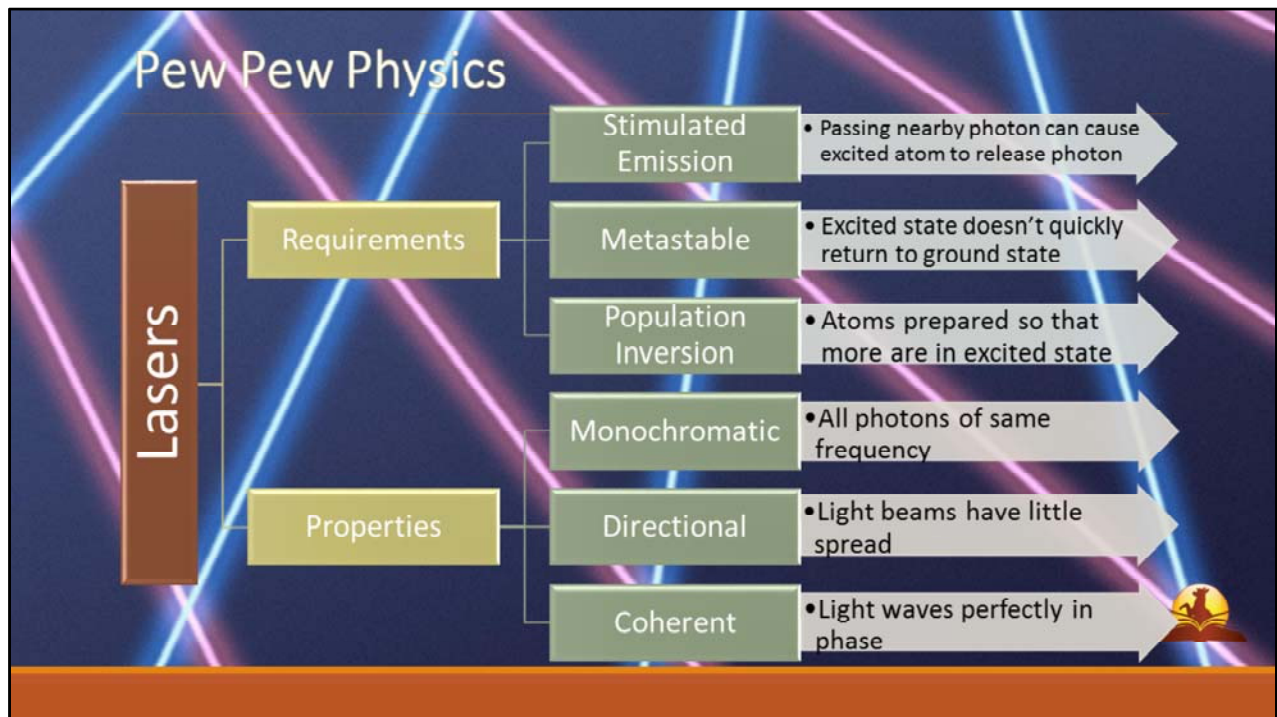 Pew Pew Physics
Lasers
Requirements
Stimulated
Emission
• Passing nearby photon can cause
excited atom to release photon
Metastable
• Excited state doesn’t quickly
return to ground state
Population
Inversion
• Atoms prepared so that
more are in excited state
Properties
Monochromatic
•All photons of same
frequency
Directional
•Light beams have little
spread
Coherent
•Light waves perfectly in
phase